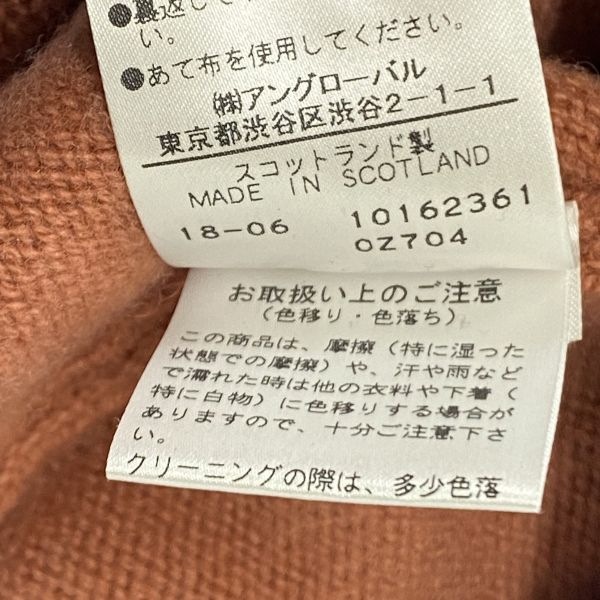 裏返して
い。
●あて布を使用してください。
㈱アングローバル
東京都渋谷区渋谷2-1-1
スコットランド製
MADE IN SCOTLAND
18-06 10162361
0Z704
お取扱い上のご注意
(色移り・色落ち)
この商品は、摩擦(特に湿った
状態での摩擦)や、汗や雨など
で濡れた時は他の衣料や下着(
特に白物)に色移りする場合が
ありますので、十分ご注意下さ
い。
クリーニングの際は、多少色落